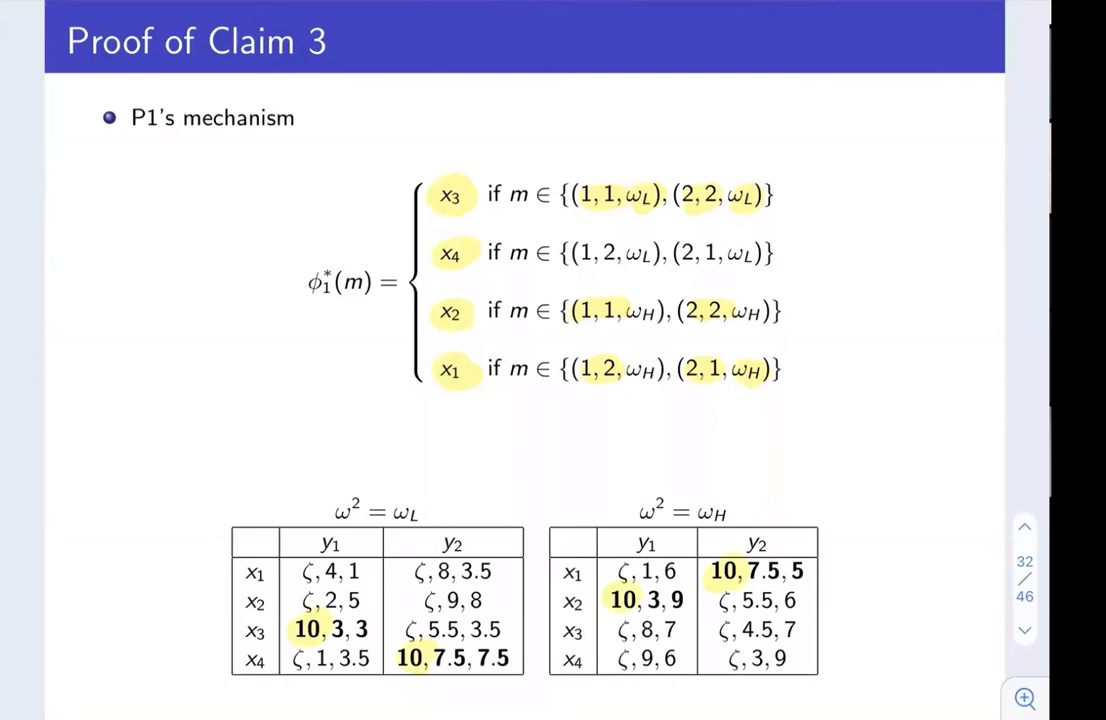 Proof of Claim 3
P1's mechanism
ϕ₁*(m) =
x₃ if m ∈ {(1, 1, ω_L), (2, 2, ω_L)}
x₄ if m ∈ {(1, 2, ω_L), (2, 1, ω_L)}
x₂ if m ∈ {(1, 1, ω_H), (2, 2, ω_H)}
x₁ if m ∈ {(1, 2, ω_H), (2, 1, ω_H)}
ω² = ω_L
y₁ y₂
x₁ ζ, 4, 1 ζ, 8, 3.5
x₂ ζ, 2, 5 ζ, 9, 8
x₃ 10, 3, 3 ζ, 5.5, 3.5
x₄ ζ, 1, 3.5 10, 7.5, 7.5
ω² = ω_H
y₁ y₂
x₁ ζ, 1, 6 10, 7.5, 5
x₂ 10, 3, 9 ζ, 5.5, 6
x₃ ζ, 8, 7 ζ, 4.5, 7
x₄ ζ, 9, 6 ζ, 3, 9
32
/
46